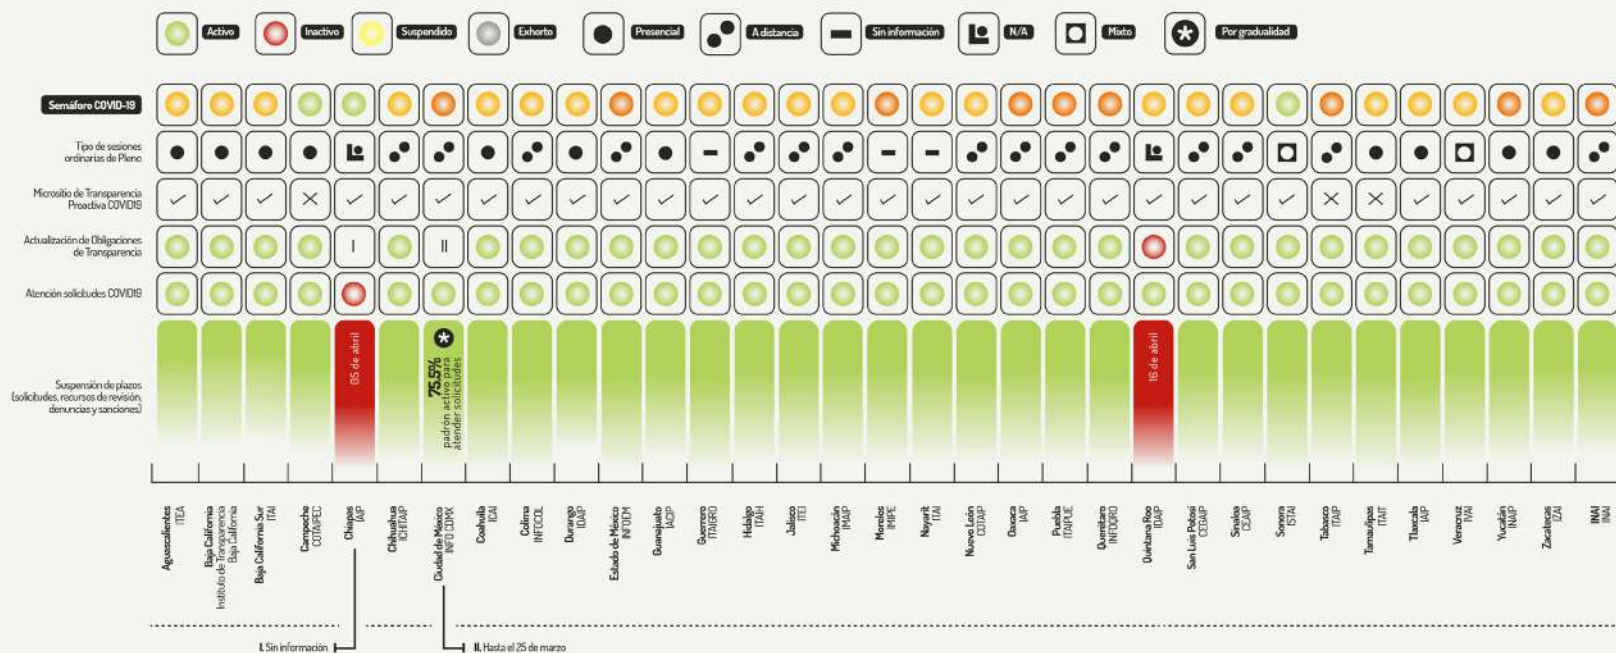 Activo
Inactivo
Suspendido
Exhorto
Presencial
A distancia
Sin información
N/A
Mixto
Por gradualidad
Semáforo COVID-19
Tipo de sesiones
ordinarias de Pleno
Micrositio de Transparencia
Proactiva COVID19
Actualización de Obligaciones
de Transparencia
I
II
Atención solicitudes COVID19
Suspensión de plazos
(solicitudes, recursos de revisión,
denuncias y sanciones)
05 de abril
75.5%
padrón activo para
atender solicitudes
16 de abril
Aguascalientes
ITEA
Baja California
Instituto de Transparencia
Baja California
Baja California Sur
ITAI
Campeche
COTAIPEC
Chiapas
IAIP
Chihuahua
ICHITAIP
Ciudad de México
INFO CDMX
Coahuila
ICAI
Colima
INFOCOL
Durango
IDAIP
Estado de México
INFOEM
Guanajuato
IACIP
Guerrero
ITAIGRO
Hidalgo
ITAIH
Jalisco
ITEI
Michoacán
IMAIP
Morelos
IMIPE
Nayarit
ITAI
Nuevo León
COTAIP
Oaxaca
IAIP
Puebla
ITAIPUE
Querétaro
INFOQRO
Quintana Roo
IDAIP
San Luis Potosí
CEGAIP
Sinaloa
CEAIP
Sonora
ISTAI
Tabasco
ITAIP
Tamaulipas
ITAIT
Tlaxcala
IAIP
Veracruz
IVAI
Yucatán
INAIP
Zacatecas
IZAI
INAI
INAI
I. Sin información
II. Hasta el 25 de marzo